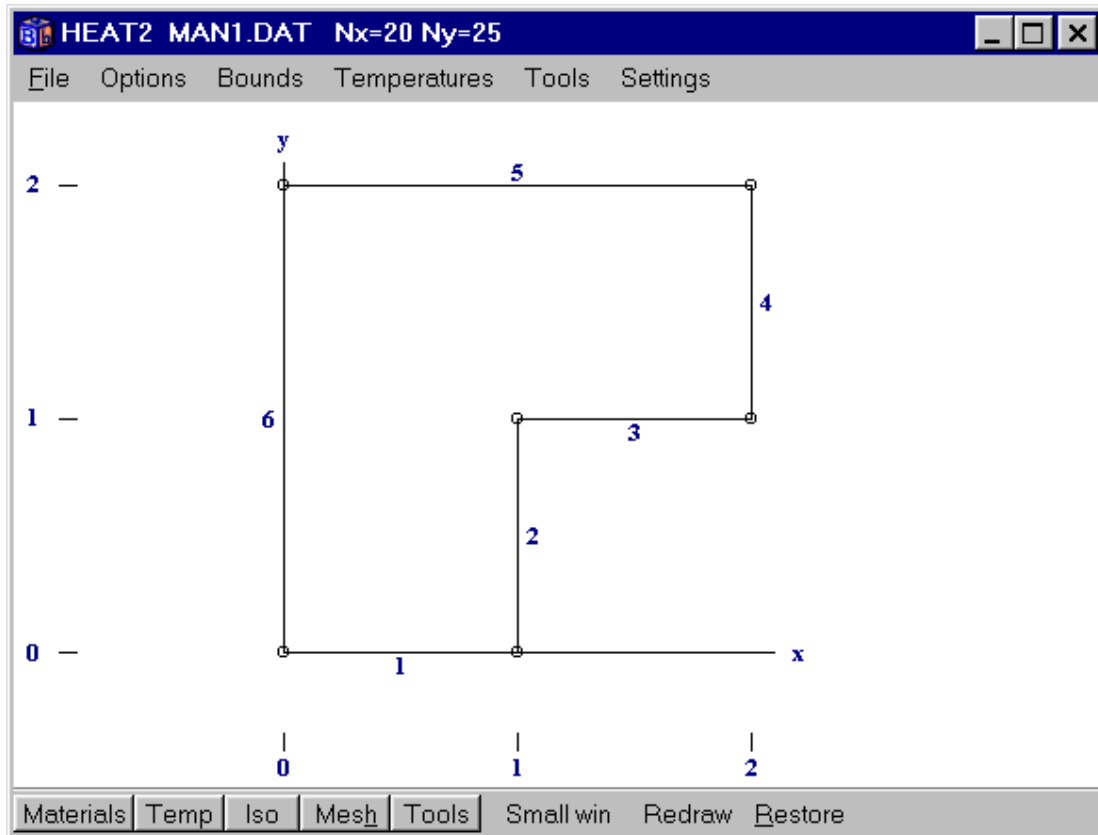 HEAT2 MAN1.DAT Nx=20 Ny=25
File Options Bounds Temperatures Tools Settings
y
2
5
4
1
6
3
2
0
x
1
0 1 2
Materials Temp Iso Mesh Tools Small win Redraw Restore